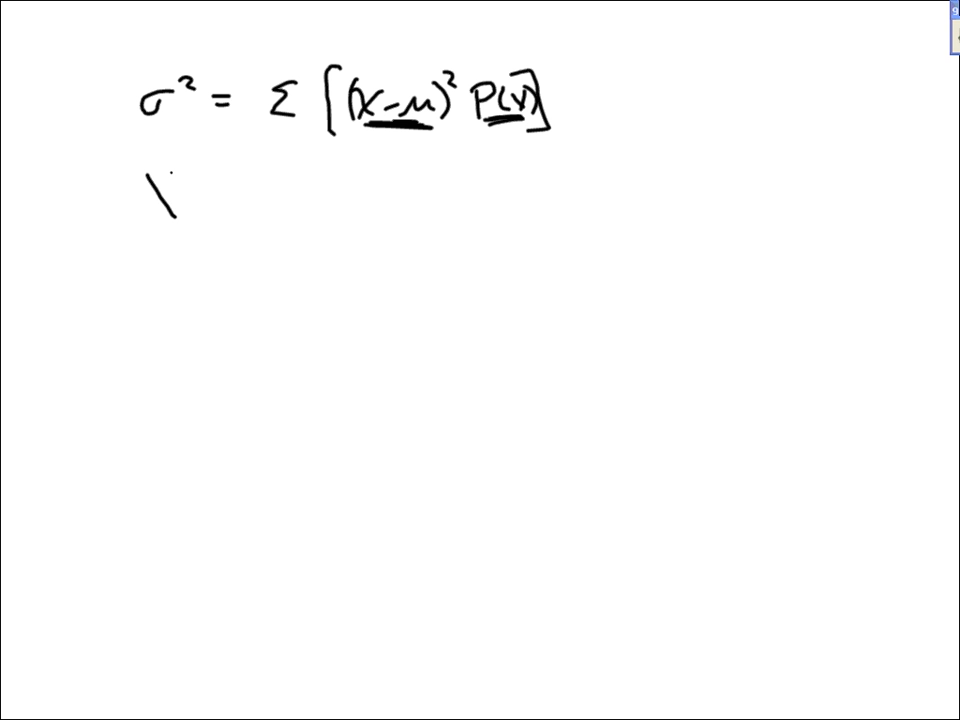 σ² = Σ [(x-μ)² P(x)]
\